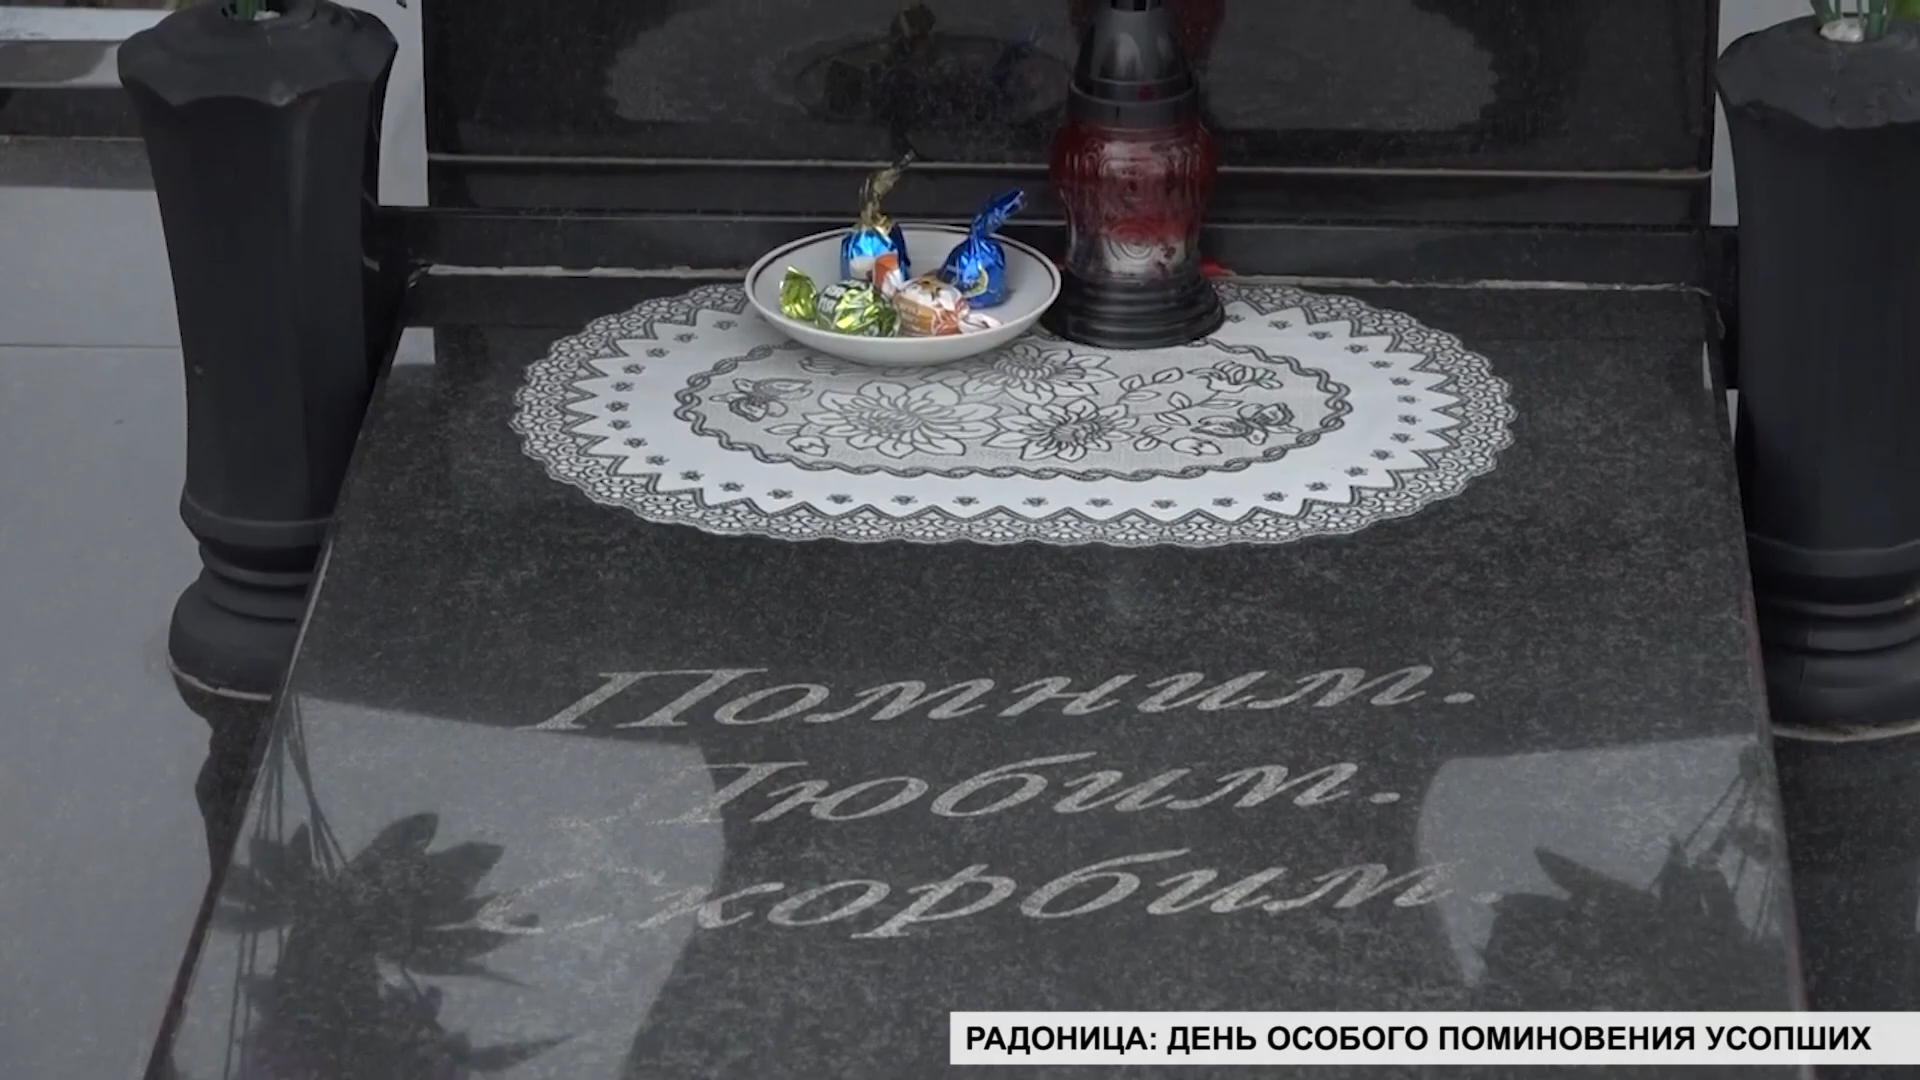 Помним.
Любим.
Скорбим.
РАДОНИЦА: ДЕНЬ ОСОБОГО ПОМИНОВЕНИЯ УСОПШИХ